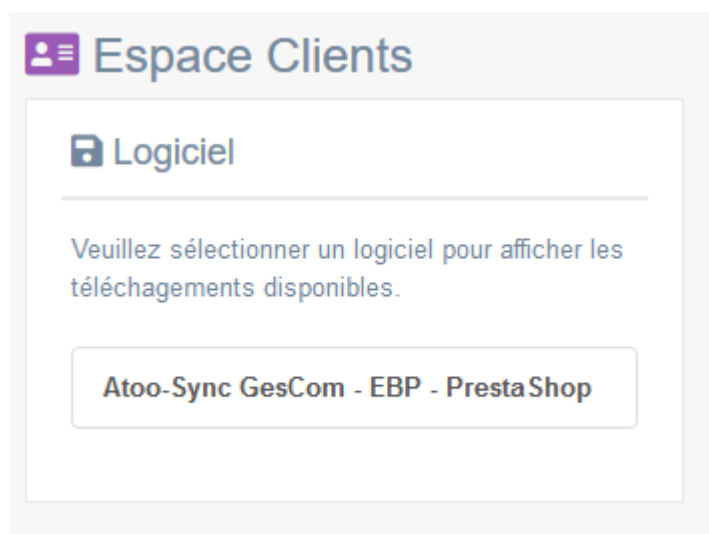 Espace Clients
Logiciel
Veuillez sélectionner un logiciel pour afficher les
téléchagements disponibles.
Atoo-Sync GesCom - EBP - PrestaShop